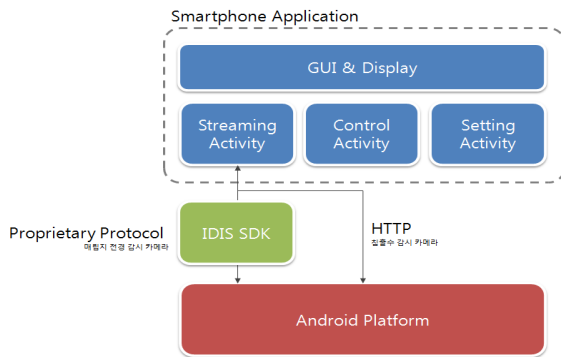 Smartphone Application
GUI & Display
Streaming
Activity
Control
Activity
Setting
Activity
Proprietary Protocol
매립지 전경 감시 카메라
IDIS SDK
HTTP
침출수 감시 카메라
Android Platform